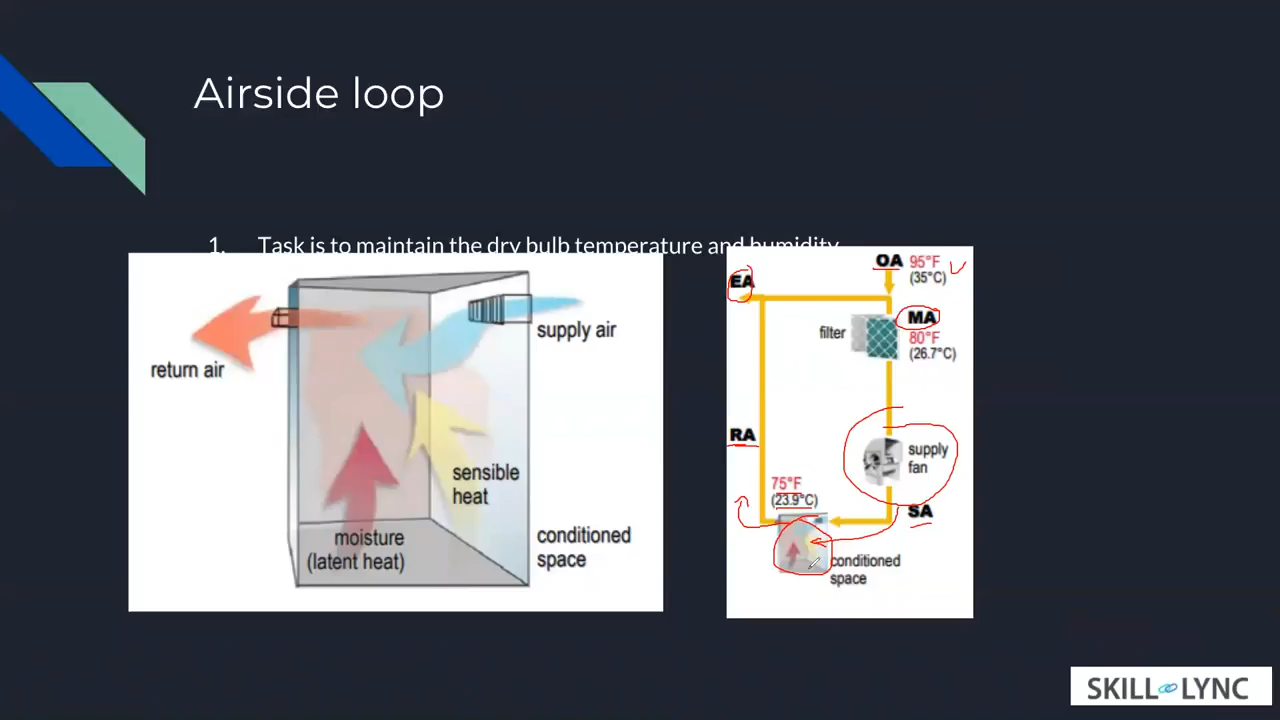 Airside loop
1. Task is to maintain the dry bulb temperature and humidity
return air
supply air
sensible
heat
moisture
(latent heat)
conditioned
space
OA 95°F
(35°C)
EA
MA
filter
80°F
(26.7°C)
RA
supply
fan
75°F
(23.9°C)
SA
conditioned
space
SKILL LYNC